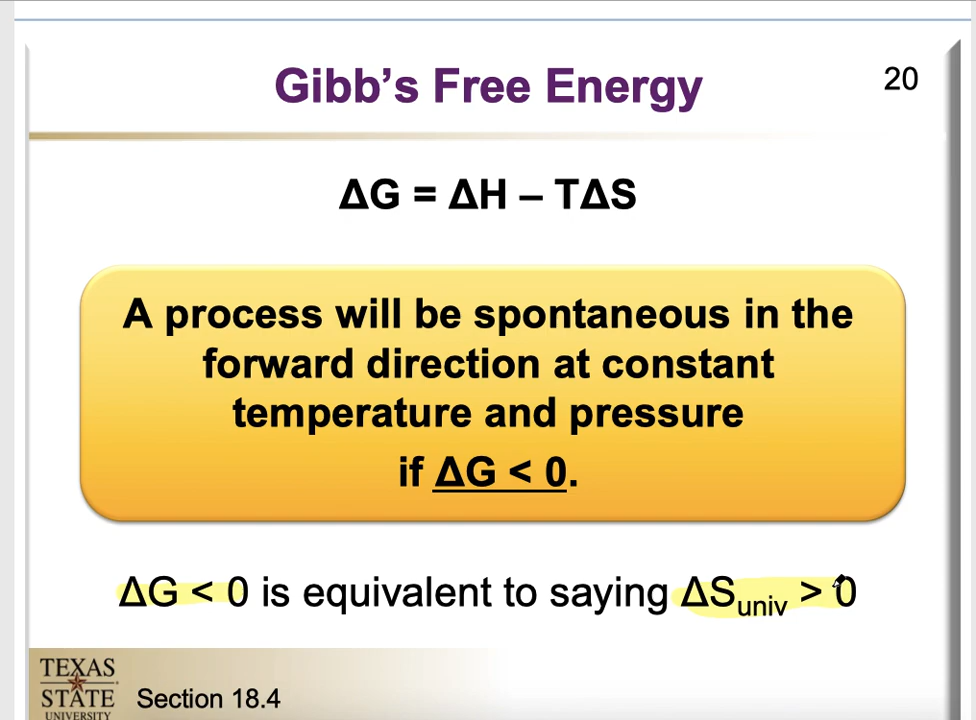 Gibb’s Free Energy
20
ΔG = ΔH – TΔS
A process will be spontaneous in the
forward direction at constant
temperature and pressure
if ΔG < 0.
ΔG < 0 is equivalent to saying ΔSuniv > 0
TEXAS
STATE
UNIVERSITY
Section 18.4